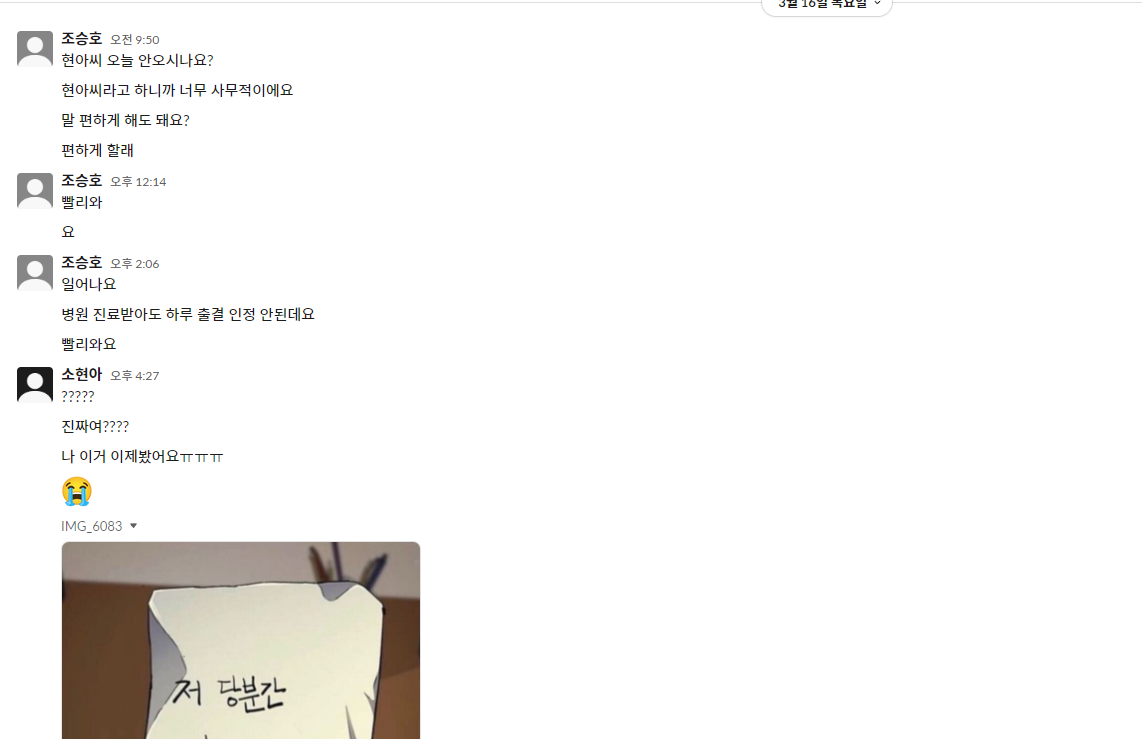 3월 16일 목요일
조승호 오전 9:50
현아씨 오늘 안오시나요?
현아씨라고 하니까 너무 사무적이에요
말 편하게 해도 돼요?
편하게 할래
조승호 오후 12:14
빨리와
요
조승호 오후 2:06
일어나요
병원 진료받아도 하루 출결 인정 안된데요
빨리와요
소현아 오후 4:27
?????
진짜여????
나 이거 이제봤어요ㅠㅠㅠ
IMG_6083
저 당분간